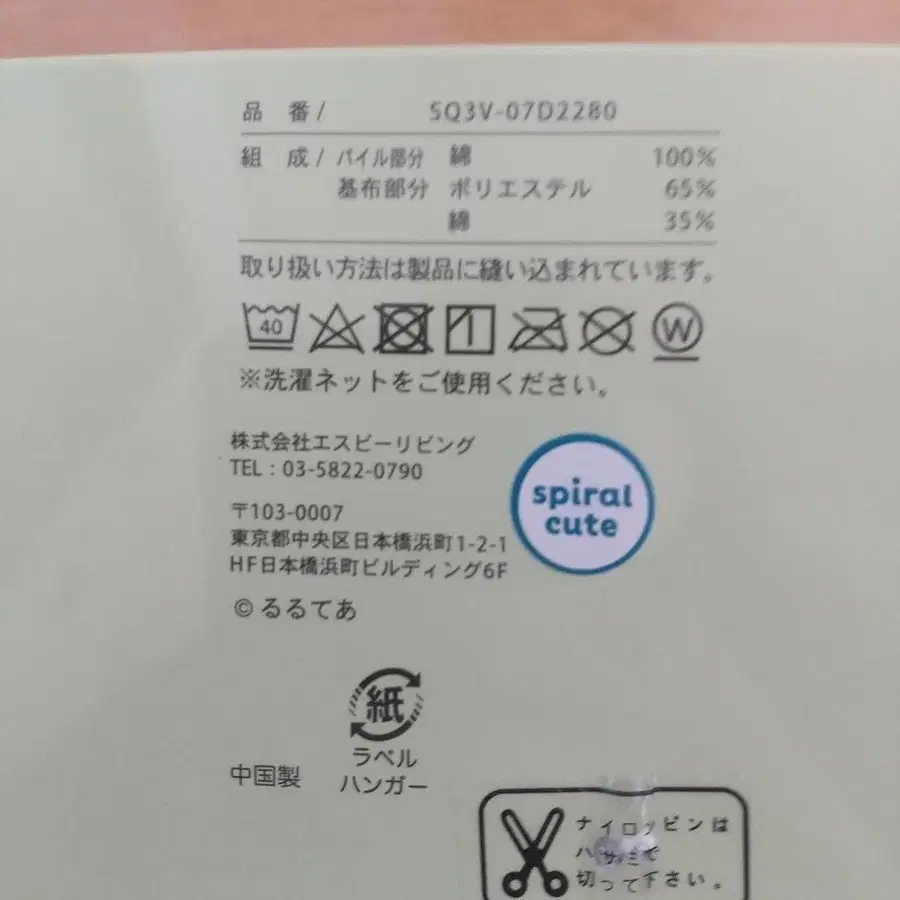 品 番/ SQ3V-07D2280
組 成/ パイル部分 綿 100%
基布部分 ポリエステル 65%
綿 35%
取り扱い方法は製品に縫い込まれています。
40 W
※洗濯ネットをご使用ください。
株式会社エスビーリビング
TEL：03-5822-0790
〒103-0007
東京都中央区日本橋浜町1-2-1
HF日本橋浜町ビルディング6F
spiral
cute
©るるてあ
紙
ラベル
ハンガー
中国製
ナイロンピンは
ハサミで
切って下さい。